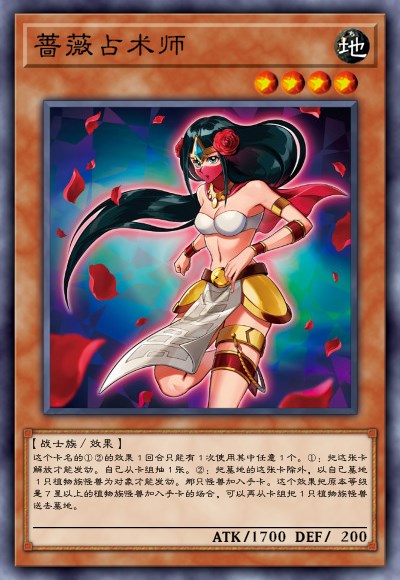 蔷薇占术师
地
【战士族／效果】
这个卡名的①②的效果1回合只能有1次使用其中任意1个。①：把这张卡
解放才能发动。自己从卡组抽1张。②：把墓地的这张卡除外，以自己墓地
1只植物族怪兽为对象才能发动。那只怪兽加入手卡。这个效果把原本等级
是7星以上的植物族怪兽加入手卡的场合，可以再从卡组把1只植物族怪兽
送去墓地。
ATK/1700 DEF/ 200